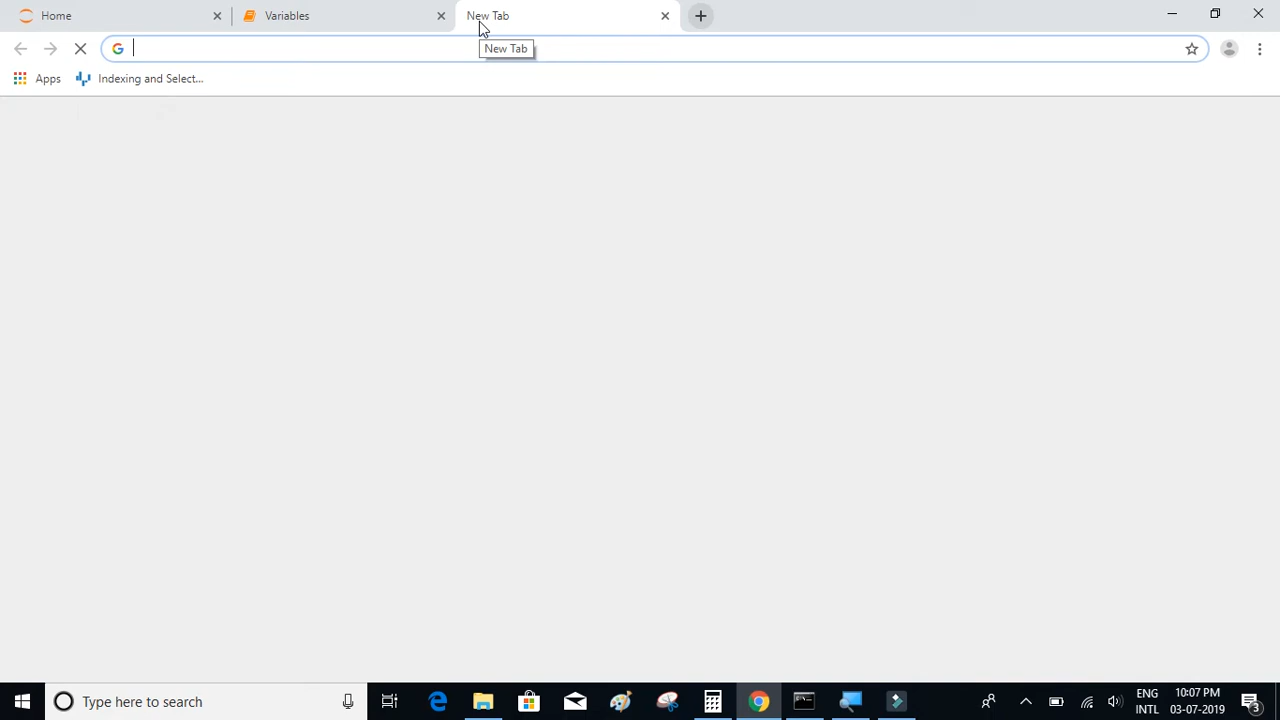 Home
Variables
New Tab
New Tab
Apps
Indexing and Select...
Type here to search
ENG
INTL
10:07 PM
03-07-2019
3